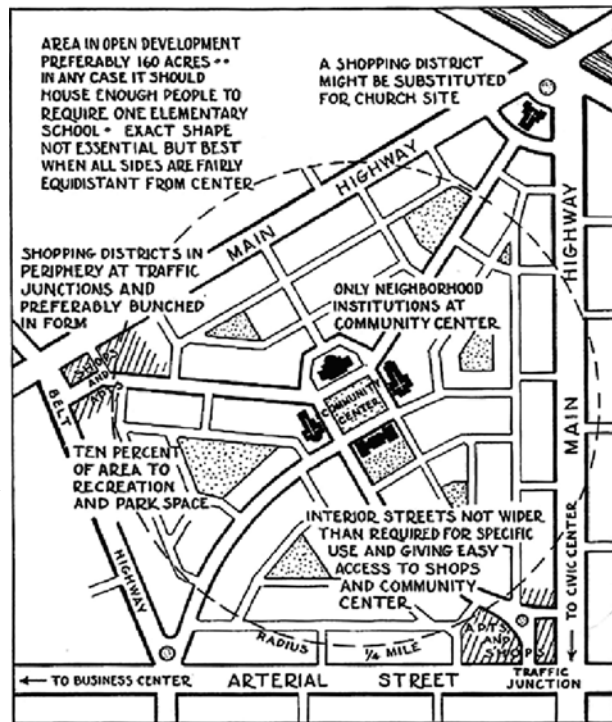 AREA IN OPEN DEVELOPMENT
PREFERABLY 160 ACRES ••
IN ANY CASE IT SHOULD
HOUSE ENOUGH PEOPLE TO
REQUIRE ONE ELEMENTARY
SCHOOL • EXACT SHAPE
NOT ESSENTIAL BUT BEST
WHEN ALL SIDES ARE FAIRLY
EQUIDISTANT FROM CENTER
A SHOPPING DISTRICT
MIGHT BE SUBSTITUTED
FOR CHURCH SITE
MAIN HIGHWAY
HIGHWAY
MAIN
SHOPPING DISTRICTS IN
PERIPHERY AT TRAFFIC
JUNCTIONS AND
PREFERABLY BUNCHED
IN FORM
ONLY NEIGHBORHOOD
INSTITUTIONS AT
COMMUNITY CENTER
SHOPS
AND
APTS
BELT
HIGHWAY
COMMUNITY
CENTER
TEN PERCENT
OF AREA TO
RECREATION
AND PARK SPACE
INTERIOR STREETS NOT WIDER
THAN REQUIRED FOR SPECIFIC
USE AND GIVING EASY
ACCESS TO SHOPS
AND COMMUNITY
CENTER
→ TO CIVIC CENTER
RADIUS 1/4 MILE
APTS
AND
SHOPS
TRAFFIC
JUNCTION
← TO BUSINESS CENTER
ARTERIAL STREET